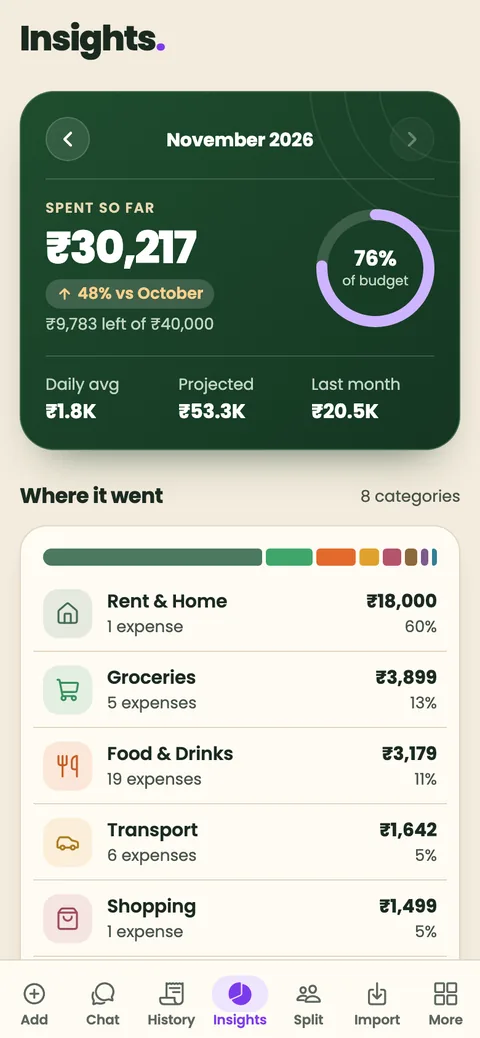 Insights.
November 2026
SPENT SO FAR
₹30,217
↑ 48% vs October
₹9,783 left of ₹40,000
76%
of budget
Daily avg Projected Last month
₹1.8K ₹53.3K ₹20.5K
Where it went 8 categories
Rent & Home ₹18,000
1 expense 60%
Groceries ₹3,899
5 expenses 13%
Food & Drinks ₹3,179
19 expenses 11%
Transport ₹1,642
6 expenses 5%
Shopping ₹1,499
1 expense 5%
Add Chat History Insights Split Import More